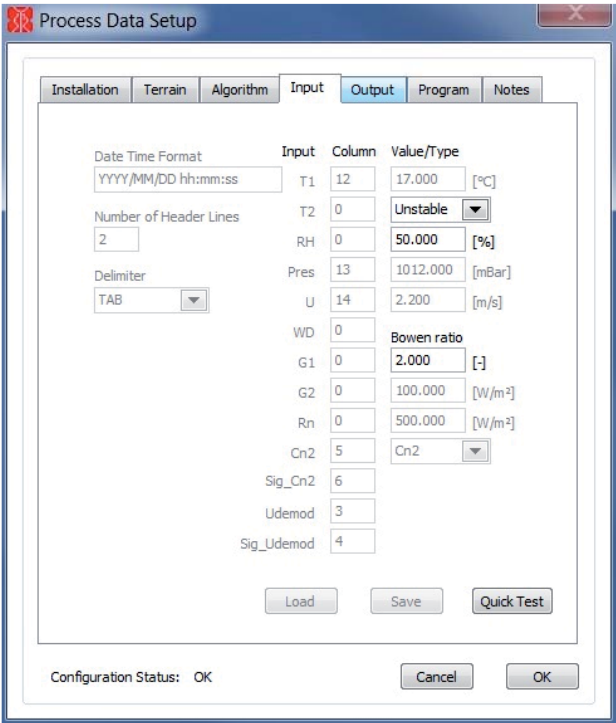 Process Data Setup
Installation Terrain Algorithm Input Output Program Notes
Date Time Format
YYYY/MM/DD hh:mm:ss
Number of Header Lines
2
Delimiter
TAB
Input Column Value/Type
T1 12 17.000 [°C]
T2 0 Unstable
RH 0 50.000 [%]
Pres 13 1012.000 [mBar]
U 14 2.200 [m/s]
WD 0
Bowen ratio
G1 0 2.000 [-]
G2 0 100.000 [W/m²]
Rn 0 500.000 [W/m²]
Cn2 5 Cn2
Sig_Cn2 6
Udemod 3
Sig_Udemod 4
Load Save Quick Test
Configuration Status: OK Cancel OK